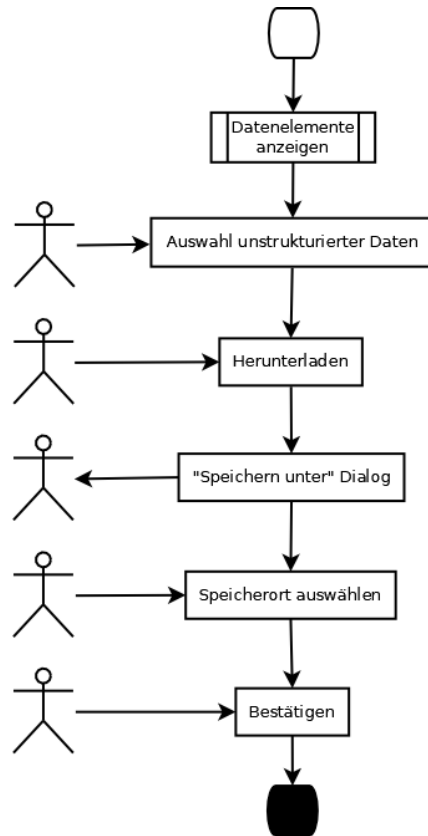 Datenelemente
anzeigen
Auswahl unstrukturierter Daten
Herunterladen
"Speichern unter" Dialog
Speicherort auswählen
Bestätigen